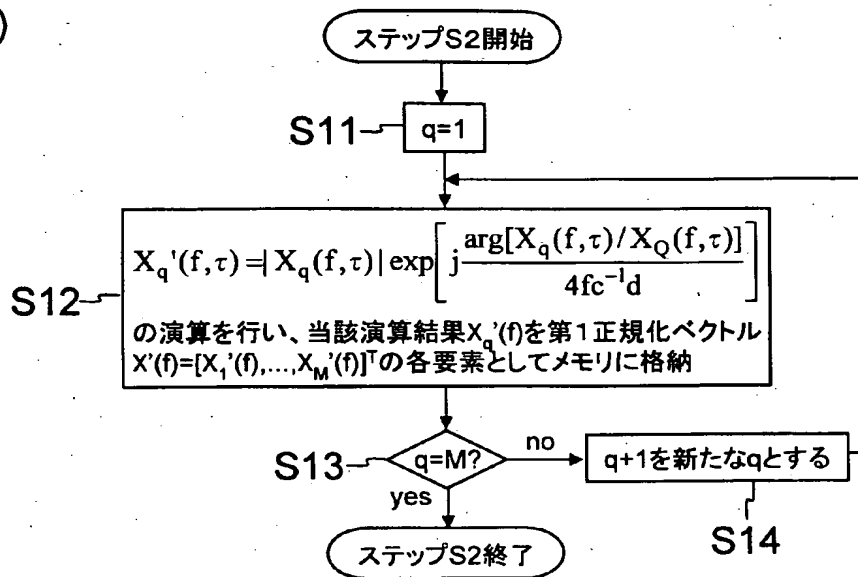 )
ステップS2開始
S11
q=1
S12
X_q'(f,τ)=|X_q(f,τ)|exp[j arg[X_q(f,τ)/X_Q(f,τ)] / 4fc⁻¹d]
の演算を行い、当該演算結果X_q'(f)を第1正規化ベクトル
X'(f)=[X_1'(f),...,X_M'(f)]^Tの各要素としてメモリに格納
S13
q=M?
no
q+1を新たなqとする
yes
S14
ステップS2終了